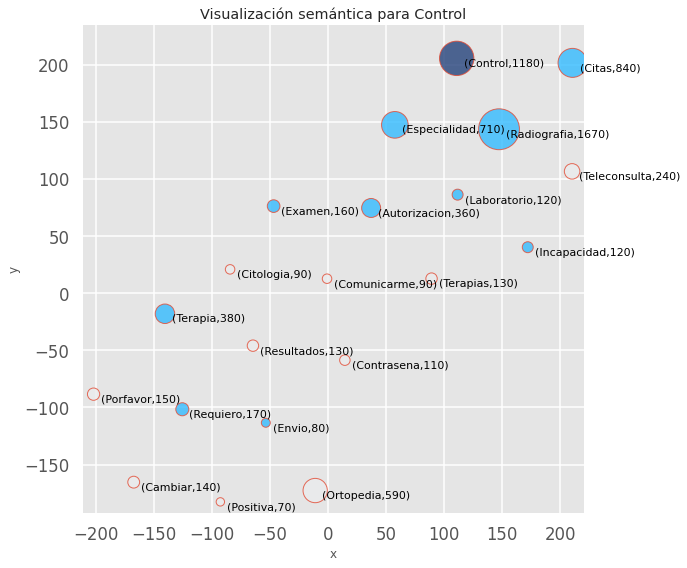 Visualización semántica para Control
200
150
100
50
0
−50
−100
−150
y
(Control,1180)
(Citas,840)
(Especialidad,710)
(Radiografia,1670)
(Teleconsulta,240)
(Laboratorio,120)
(Examen,160)
(Autorizacion,360)
(Incapacidad,120)
(Citologia,90)
(Comunicarme,90)
(Terapias,130)
(Terapia,380)
(Resultados,130)
(Contrasena,110)
(Porfavor,150)
(Requiero,170)
(Envio,80)
(Cambiar,140)
(Ortopedia,590)
(Positiva,70)
−200 −150 −100 −50 0 50 100 150 200
x